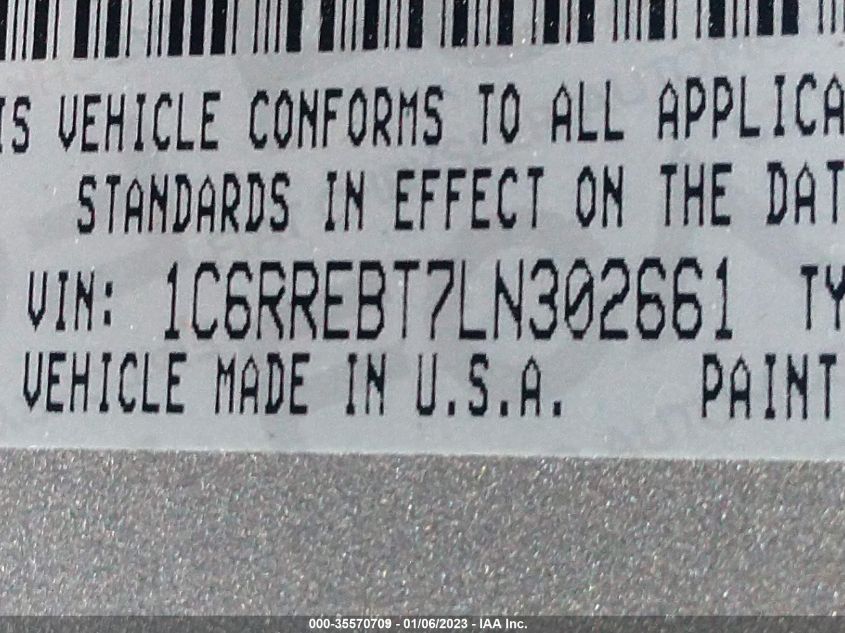 IS VEHICLE CONFORMS TO ALL APPLICA
STANDARDS IN EFFECT ON THE DAT
VIN: 1C6RREBT7LN302661 TY
VEHICLE MADE IN U.S.A. PAINT
000-35570709 - 01/06/2023 - IAA Inc.